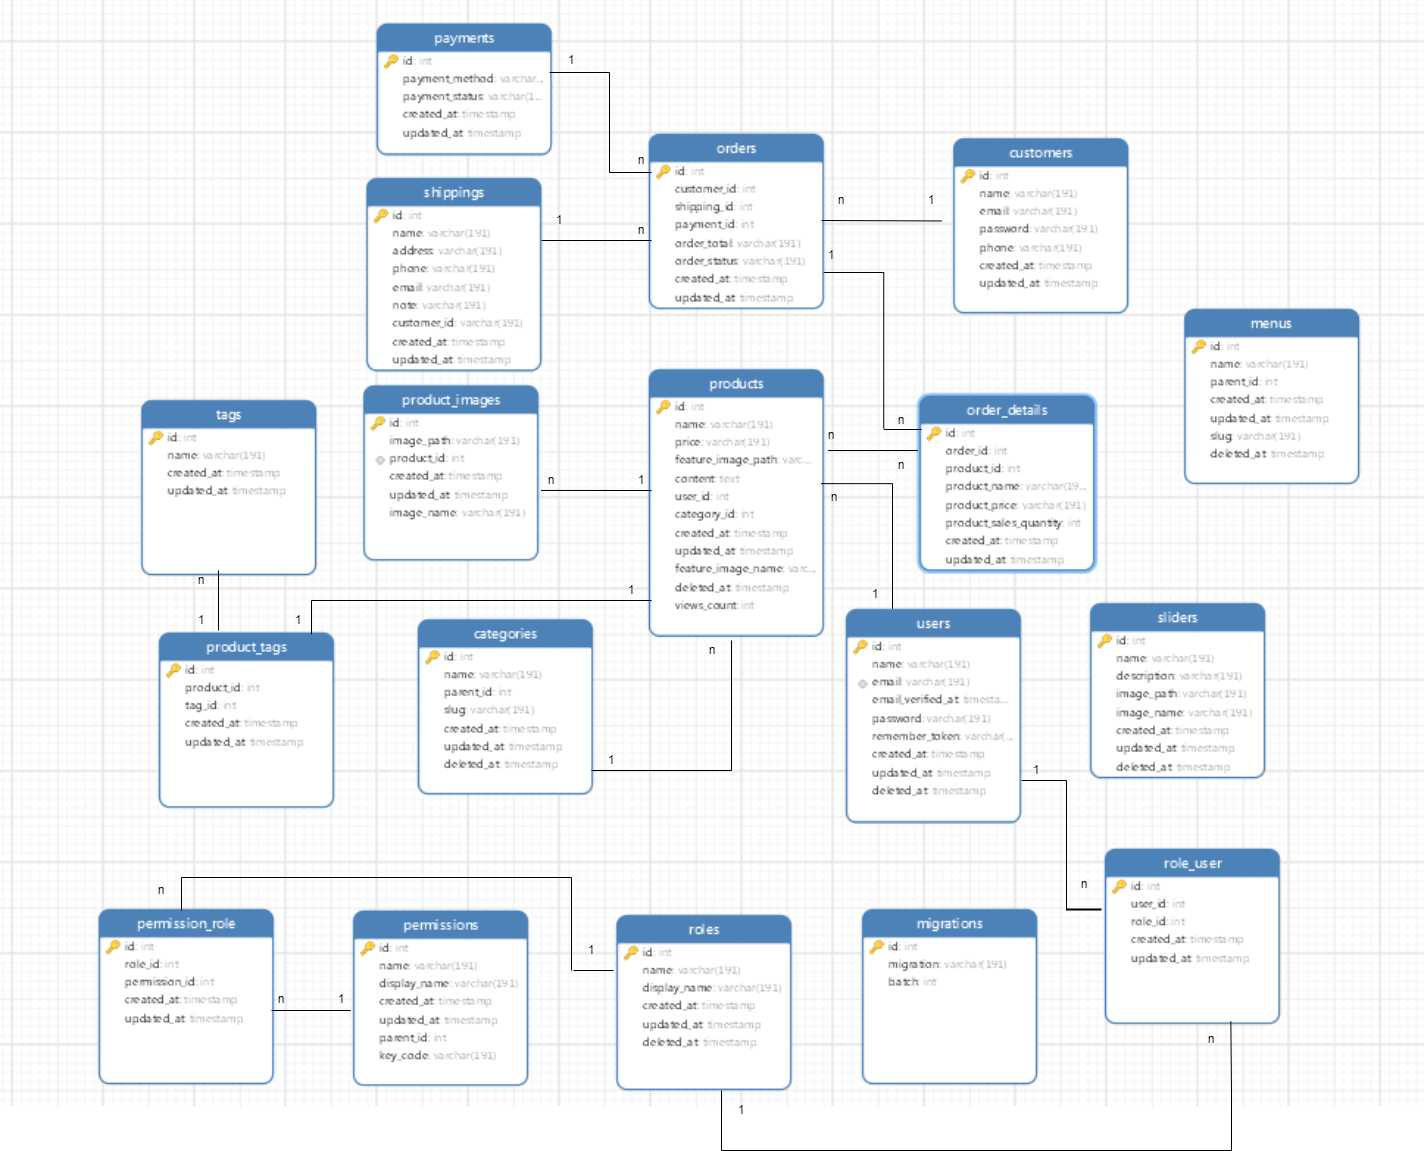 payments
id: int
payment_method: varchar...
payment_status: varchar(1...
created_at: timestamp
updated_at: timestamp
1
n
shippings
id: int
name: varchar(191)
address: varchar(191)
phone: varchar(191)
email: varchar(191)
note: varchar(191)
customer_id: varchar(191)
created_at: timestamp
updated_at: timestamp
1
n
orders
id: int
customer_id: int
shipping_id: int
payment_id: int
order_total: varchar(191)
order_status: varchar(191)
created_at: timestamp
updated_at: timestamp
n
1
1
customers
id: int
name: varchar(191)
email: varchar(191)
password: varchar(191)
phone: varchar(191)
created_at: timestamp
updated_at: timestamp
menus
id: int
name: varchar(191)
parent_id: int
created_at: timestamp
updated_at: timestamp
slug: varchar(191)
deleted_at: timestamp
tags
id: int
name: varchar(191)
created_at: timestamp
updated_at: timestamp
n
1
product_images
id: int
image_path: varchar(191)
product_id: int
created_at: timestamp
updated_at: timestamp
image_name: varchar(191)
n
1
products
id: int
name: varchar(191)
price: varchar(191)
feature_image_path: varc...
content: text
user_id: int
category_id: int
created_at: timestamp
updated_at: timestamp
feature_image_name: varc...
deleted_at: timestamp
views_count: int
n
n
n
n
order_details
id: int
order_id: int
product_id: int
product_name: varchar(19...
product_price: varchar(191)
product_sales_quantity: int
created_at: timestamp
updated_at: timestamp
1
1
product_tags
id: int
product_id: int
tag_id: int
created_at: timestamp
updated_at: timestamp
categories
id: int
name: varchar(191)
parent_id: int
slug: varchar(191)
created_at: timestamp
updated_at: timestamp
deleted_at: timestamp
n
1
1
users
id: int
name: varchar(191)
email: varchar(191)
email_verified_at: timesta...
password: varchar(191)
remember_token: varchar(...
created_at: timestamp
updated_at: timestamp
deleted_at: timestamp
1
n
sliders
id: int
name: varchar(191)
description: varchar(191)
image_path: varchar(191)
image_name: varchar(191)
created_at: timestamp
updated_at: timestamp
deleted_at: timestamp
role_user
id: int
user_id: int
role_id: int
created_at: timestamp
updated_at: timestamp
n
n
permission_role
id: int
role_id: int
permission_id: int
created_at: timestamp
updated_at: timestamp
n
1
permissions
id: int
name: varchar(191)
display_name: varchar(191)
created_at: timestamp
updated_at: timestamp
parent_id: int
key_code: varchar(191)
1
roles
id: int
name: varchar(191)
display_name: varchar(191)
created_at: timestamp
updated_at: timestamp
deleted_at: timestamp
1
migrations
id: int
migration: varchar(191)
batch: int